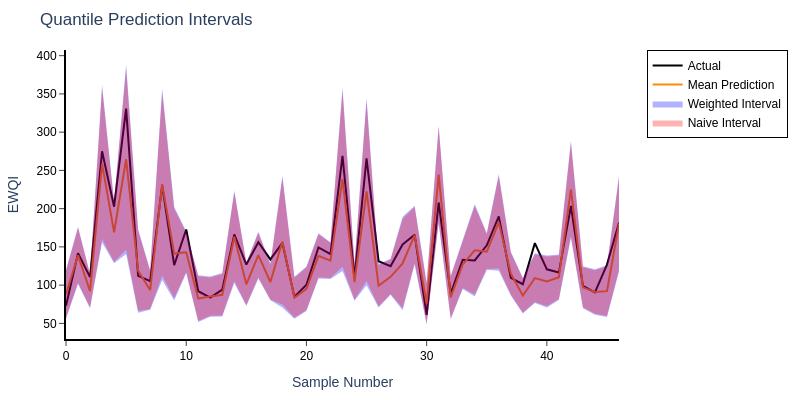 Quantile Prediction Intervals
400
350
300
250
200
150
100
50
EWQI
0
10
20
30
40
Sample Number
Actual
Mean Prediction
Weighted Interval
Naive Interval